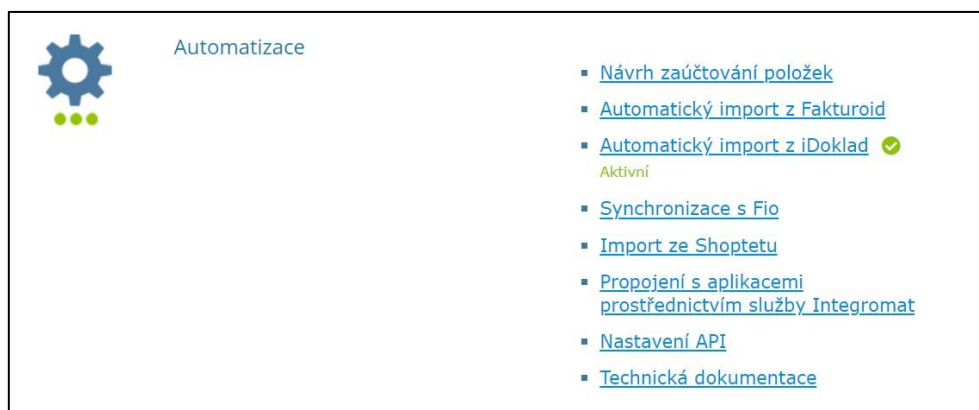 Automatizace
Návrh zaúčtování položek
Automatický import z Fakturoid
Automatický import z iDoklad
Aktivní
Synchronizace s Fio
Import ze Shoptetu
Propojení s aplikacemi
prostřednictvím služby Integromat
Nastavení API
Technická dokumentace